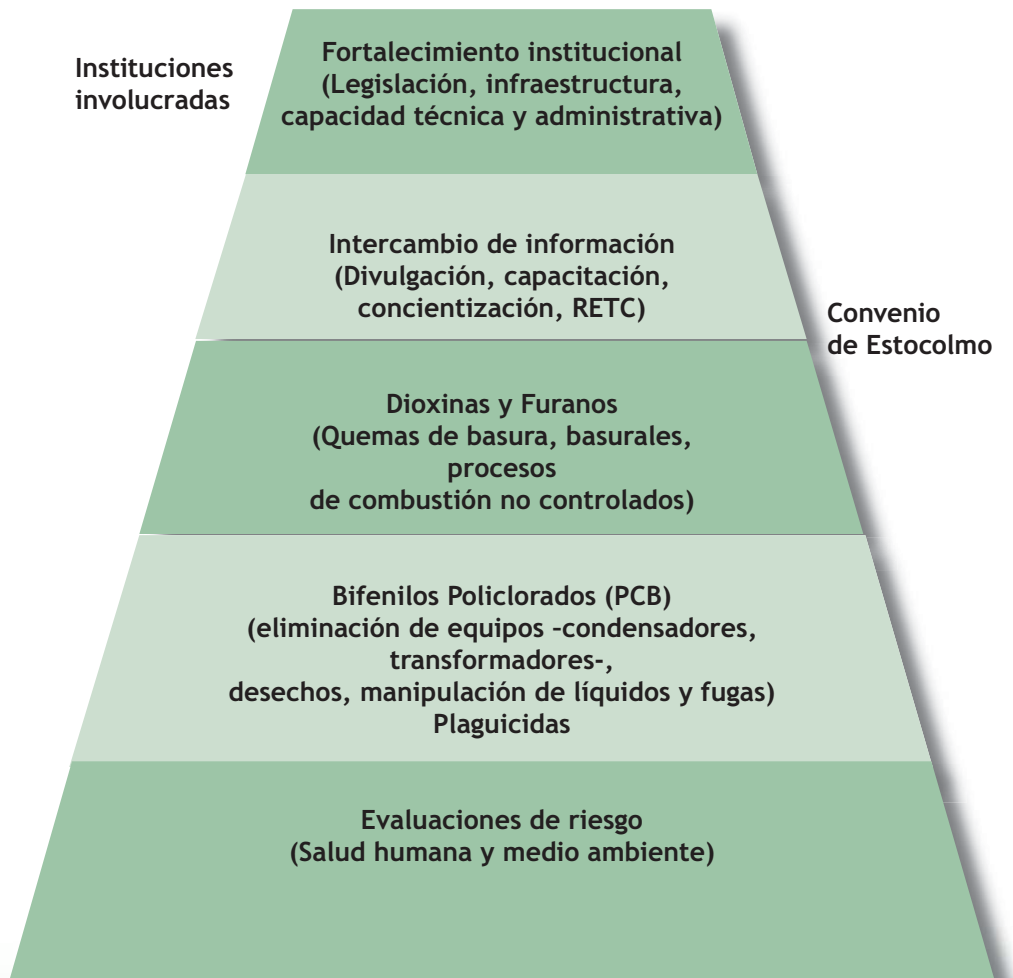 Instituciones
involucradas
Fortalecimiento institucional
(Legislación, infraestructura,
capacidad técnica y administrativa)
Intercambio de información
(Divulgación, capacitación,
concientización, RETC)
Convenio
de Estocolmo
Dioxinas y Furanos
(Quemas de basura, basurales,
procesos
de combustión no controlados)
Bifenilos Policlorados (PCB)
(eliminación de equipos –condensadores,
transformadores-,
desechos, manipulación de líquidos y fugas)
Plaguicidas
Evaluaciones de riesgo
(Salud humana y medio ambiente)